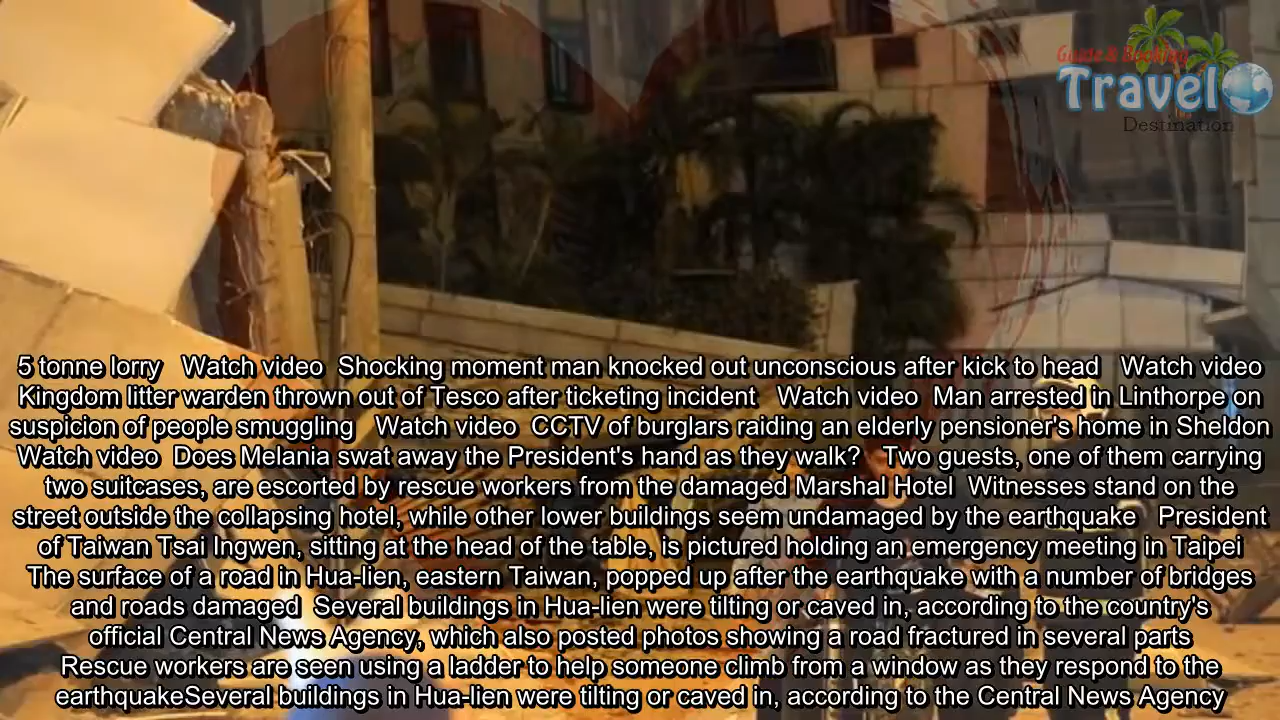 Guide & Booking
Travel
Destination
5 tonne lorry   Watch video  Shocking moment man knocked out unconscious after kick to head   Watch video
Kingdom litter warden thrown out of Tesco after ticketing incident   Watch video  Man arrested in Linthorpe on
suspicion of people smuggling   Watch video  CCTV of burglars raiding an elderly pensioner's home in Sheldon
Watch video  Does Melania swat away the President's hand as they walk?   Two guests, one of them carrying
two suitcases, are escorted by rescue workers from the damaged Marshal Hotel  Witnesses stand on the
street outside the collapsing hotel, while other lower buildings seem undamaged by the earthquake   President
of Taiwan Tsai Ingwen, sitting at the head of the table, is pictured holding an emergency meeting in Taipei
The surface of a road in Hua-lien, eastern Taiwan, popped up after the earthquake with a number of bridges
and roads damaged  Several buildings in Hua-lien were tilting or caved in, according to the country's
official Central News Agency, which also posted photos showing a road fractured in several parts
Rescue workers are seen using a ladder to help someone climb from a window as they respond to the
earthquakeSeveral buildings in Hua-lien were tilting or caved in, according to the Central News Agency